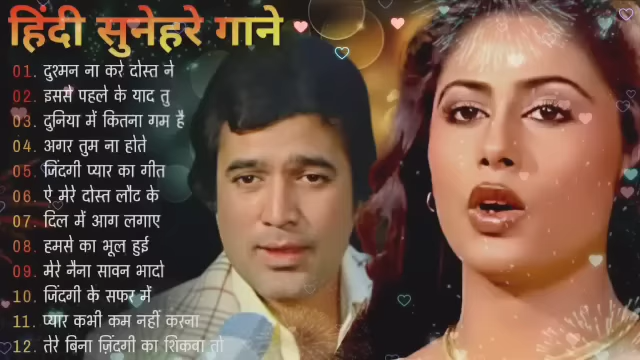 हिंदी सुनेहरे गाने
01. दुश्मन ना करे दोस्त ने
02. इससे पहले के याद तु
03. दुनिया में कितना गम है
04. अगर तुम ना होते
05. जिंदगी प्यार का गीत
06. ऐ मेरे दोस्त लौट के
07. दिल में आग लगाए
08. हमसे का भूल हुई
09. मेरे नैना सावन भादो
10. जिंदगी के सफर में
11. प्यार कभी कम नहीं करना
12. तेरे बिना ज़िंदगी का शिकवा तो